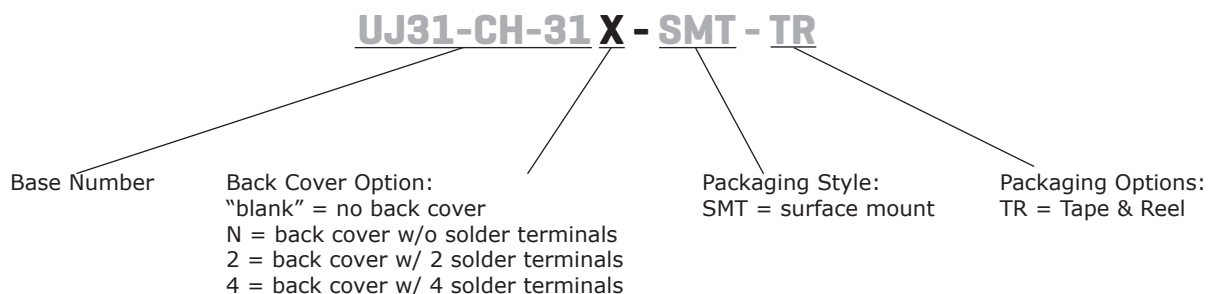 UJ31-CH-31 X - SMT - TR
Base Number
Back Cover Option:
“blank” = no back cover
N = back cover w/o solder terminals
2 = back cover w/ 2 solder terminals
4 = back cover w/ 4 solder terminals
Packaging Style:
SMT = surface mount
Packaging Options:
TR = Tape & Reel